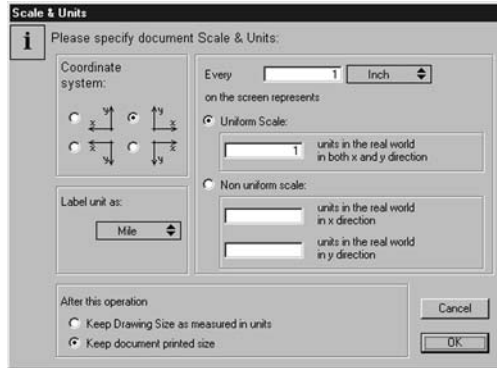 Scale & Units
i
Please specify document Scale & Units:
Coordinate
system:
x y
y x
x y
y x
Label unit as:
Mile
Every 1 Inch
on the screen represents
Uniform Scale:
1 units in the real world
in both x and y direction
Non uniform scale:
units in the real world
in x direction
units in the real world
in y direction
After this operation
Keep Drawing Size as measured in units
Keep document printed size
Cancel
OK